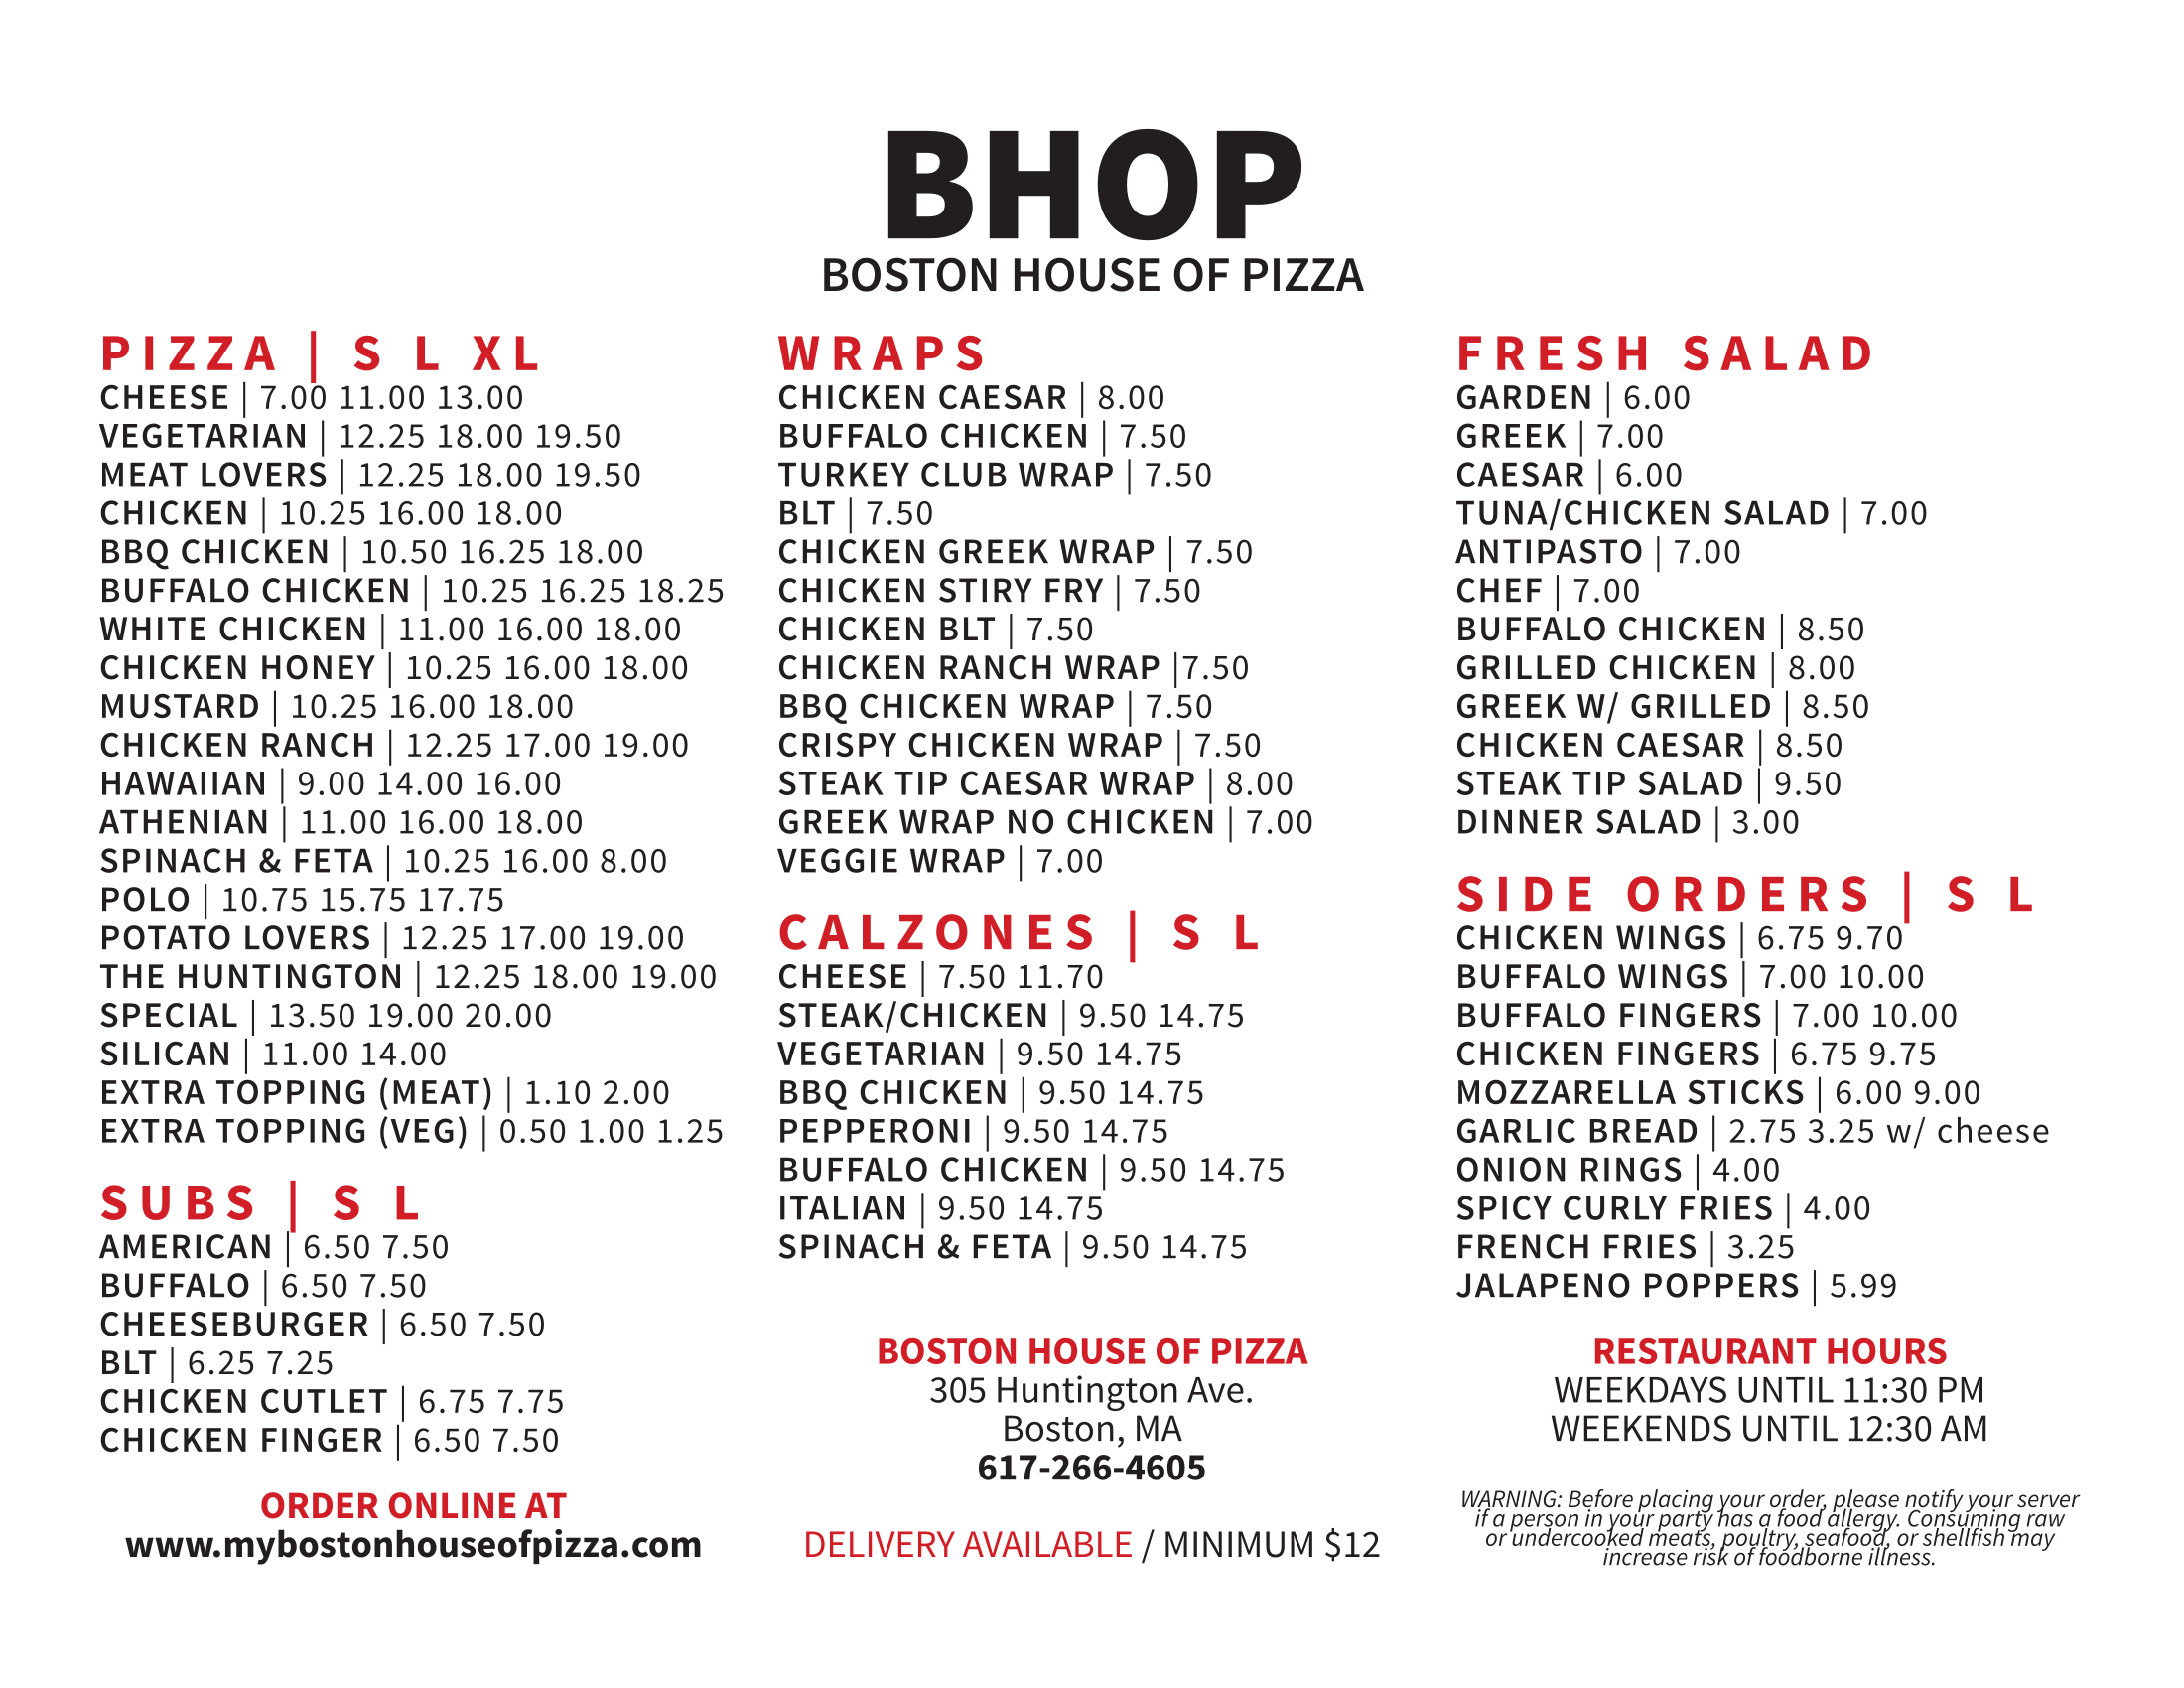 BHOP
BOSTON HOUSE OF PIZZA
PIZZA | S L XL
CHEESE | 7.00 11.00 13.00
VEGETARIAN | 12.25 18.00 19.50
MEAT LOVERS | 12.25 18.00 19.50
CHICKEN | 10.25 16.00 18.00
BBQ CHICKEN | 10.50 16.25 18.00
BUFFALO CHICKEN | 10.25 16.25 18.25
WHITE CHICKEN | 11.00 16.00 18.00
CHICKEN HONEY | 10.25 16.00 18.00
MUSTARD | 10.25 16.00 18.00
CHICKEN RANCH | 12.25 17.00 19.00
HAWAIIAN | 9.00 14.00 16.00
ATHENIAN | 11.00 16.00 18.00
SPINACH & FETA | 10.25 16.00 8.00
POLO | 10.75 15.75 17.75
POTATO LOVERS | 12.25 17.00 19.00
THE HUNTINGTON | 12.25 18.00 19.00
SPECIAL | 13.50 19.00 20.00
SILICAN | 11.00 14.00
EXTRA TOPPING (MEAT) | 1.10 2.00
EXTRA TOPPING (VEG) | 0.50 1.00 1.25
SUBS | S L
AMERICAN | 6.50 7.50
BUFFALO | 6.50 7.50
CHEESEBURGER | 6.50 7.50
BLT | 6.25 7.25
CHICKEN CUTLET | 6.75 7.75
CHICKEN FINGER | 6.50 7.50
ORDER ONLINE AT
www.mybostonhouseofpizza.com
WRAPS
CHICKEN CAESAR | 8.00
BUFFALO CHICKEN | 7.50
TURKEY CLUB WRAP | 7.50
BLT | 7.50
CHICKEN GREEK WRAP | 7.50
CHICKEN STIRY FRY | 7.50
CHICKEN BLT | 7.50
CHICKEN RANCH WRAP |7.50
BBQ CHICKEN WRAP | 7.50
CRISPY CHICKEN WRAP | 7.50
STEAK TIP CAESAR WRAP | 8.00
GREEK WRAP NO CHICKEN | 7.00
VEGGIE WRAP | 7.00
CALZONES | S L
CHEESE | 7.50 11.70
STEAK/CHICKEN | 9.50 14.75
VEGETARIAN | 9.50 14.75
BBQ CHICKEN | 9.50 14.75
PEPPERONI | 9.50 14.75
BUFFALO CHICKEN | 9.50 14.75
ITALIAN | 9.50 14.75
SPINACH & FETA | 9.50 14.75
BOSTON HOUSE OF PIZZA
305 Huntington Ave.
Boston, MA
617-266-4605
DELIVERY AVAILABLE / MINIMUM $12
FRESH SALAD
GARDEN | 6.00
GREEK | 7.00
CAESAR | 6.00
TUNA/CHICKEN SALAD | 7.00
ANTIPASTO | 7.00
CHEF | 7.00
BUFFALO CHICKEN | 8.50
GRILLED CHICKEN | 8.00
GREEK W/ GRILLED | 8.50
CHICKEN CAESAR | 8.50
STEAK TIP SALAD | 9.50
DINNER SALAD | 3.00
SIDE ORDERS | S L
CHICKEN WINGS | 6.75 9.70
BUFFALO WINGS | 7.00 10.00
BUFFALO FINGERS | 7.00 10.00
CHICKEN FINGERS | 6.75 9.75
MOZZARELLA STICKS | 6.00 9.00
GARLIC BREAD | 2.75 3.25 w/ cheese
ONION RINGS | 4.00
SPICY CURLY FRIES | 4.00
FRENCH FRIES | 3.25
JALAPENO POPPERS | 5.99
RESTAURANT HOURS
WEEKDAYS UNTIL 11:30 PM
WEEKENDS UNTIL 12:30 AM
WARNING: Before placing your order, please notify your server
if a person in your party has a food allergy. Consuming raw
or undercooked meats, poultry, seafood, or shellfish may
increase risk of foodborne illness.